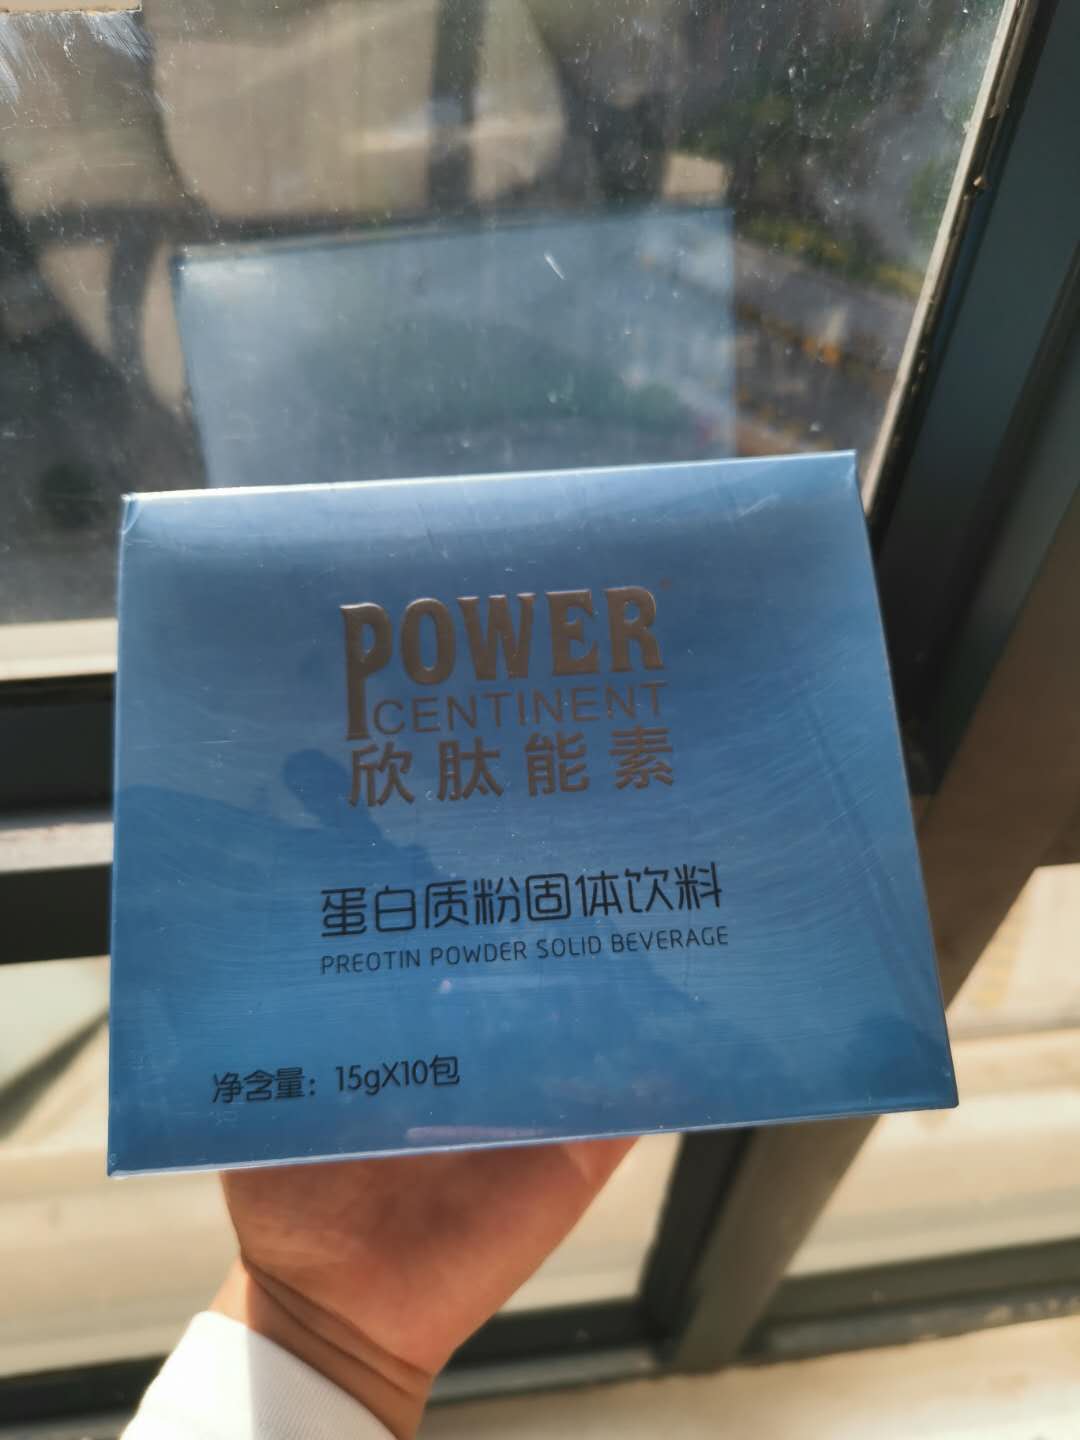 POWER
CENTINENT
欣肽能素
蛋白质粉固体饮料
PREOTIN POWDER SOLID BEVERAGE
净含量：15gX10包